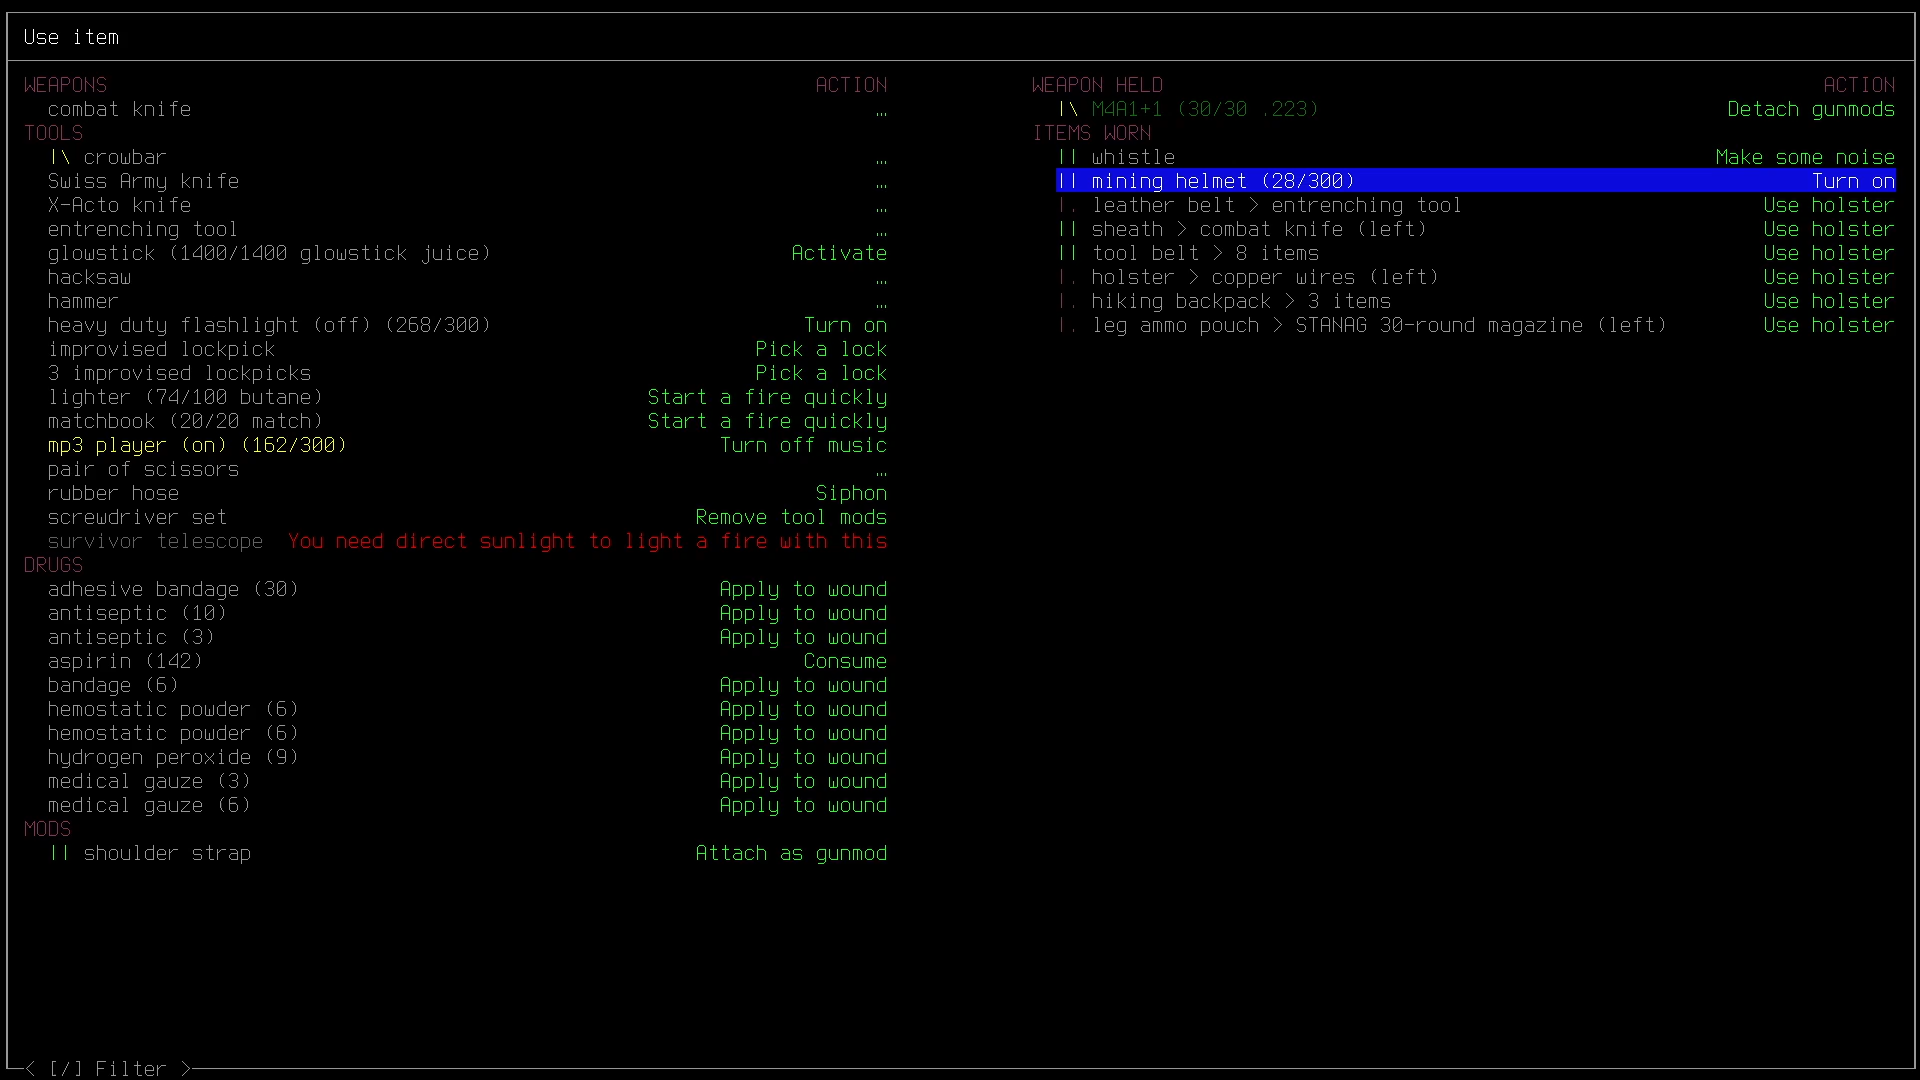 Use item
WEAPONS ACTION
combat knife …
TOOLS
|\ crowbar …
Swiss Army knife …
X-Acto knife …
entrenching tool …
glowstick (1400/1400 glowstick juice) Activate
hacksaw …
hammer …
heavy duty flashlight (off) (268/300) Turn on
improvised lockpick Pick a lock
3 improvised lockpicks Pick a lock
lighter (74/100 butane) Start a fire quickly
matchbook (20/20 match) Start a fire quickly
mp3 player (on) (162/300) Turn off music
pair of scissors …
rubber hose Siphon
screwdriver set Remove tool mods
survivor telescope You need direct sunlight to light a fire with this
DRUGS
adhesive bandage (30) Apply to wound
antiseptic (10) Apply to wound
antiseptic (3) Apply to wound
aspirin (142) Consume
bandage (6) Apply to wound
hemostatic powder (6) Apply to wound
hemostatic powder (6) Apply to wound
hydrogen peroxide (9) Apply to wound
medical gauze (3) Apply to wound
medical gauze (6) Apply to wound
MODS
|| shoulder strap Attach as gunmod
WEAPON HELD ACTION
|\ M4A1+1 (30/30 .223) Detach gunmods
ITEMS WORN
|| whistle Make some noise
|| mining helmet (28/300) Turn on
|. leather belt > entrenching tool Use holster
|| sheath > combat knife (left) Use holster
|| tool belt > 8 items Use holster
|. holster > copper wires (left) Use holster
|. hiking backpack > 3 items Use holster
|. leg ammo pouch > STANAG 30-round magazine (left) Use holster
< [/] Filter >